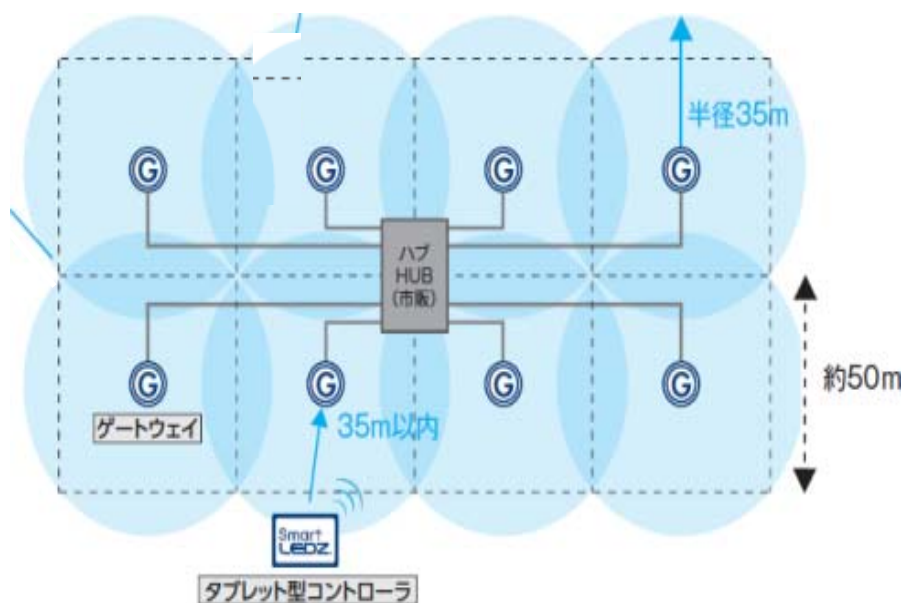 半径35m
G
G
G
G
ハブ
HUB
(市販)
G
G
G
G
約50m
ゲートウェイ
35m以内
Smart
LEDZ
タブレット型コントローラ